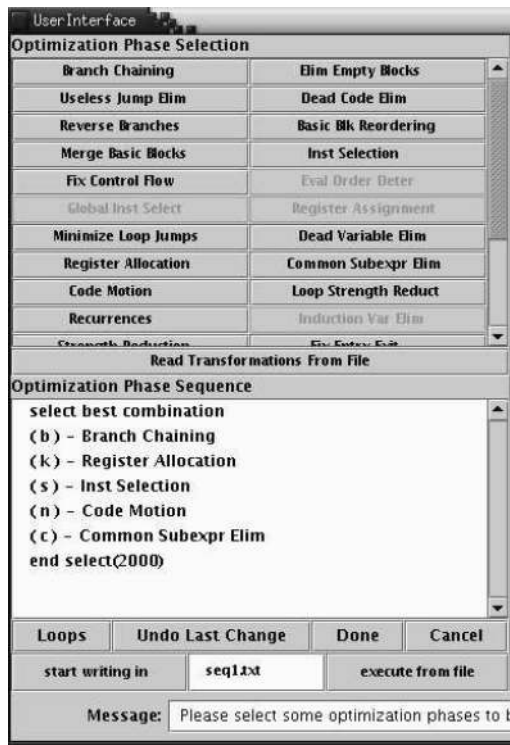 UserInterface
Optimization Phase Selection
Branch Chaining Elim Empty Blocks
Useless Jump Elim Dead Code Elim
Reverse Branches Basic Blk Reordering
Merge Basic Blocks Inst Selection
Fix Control Flow Eval Order Deter
Global Inst Select Register Assignment
Minimize Loop Jumps Dead Variable Elim
Register Allocation Common Subexpr Elim
Code Motion Loop Strength Reduct
Recurrences Induction Var Elim
Strength Reduction Fix Entry Exit
Read Transformations From File
Optimization Phase Sequence
select best combination
(b) - Branch Chaining
(k) - Register Allocation
(s) - Inst Selection
(n) - Code Motion
(c) - Common Subexpr Elim
end select(2000)
Loops Undo Last Change Done Cancel
start writing in seq1.txt execute from file
Message: Please select some optimization phases to b